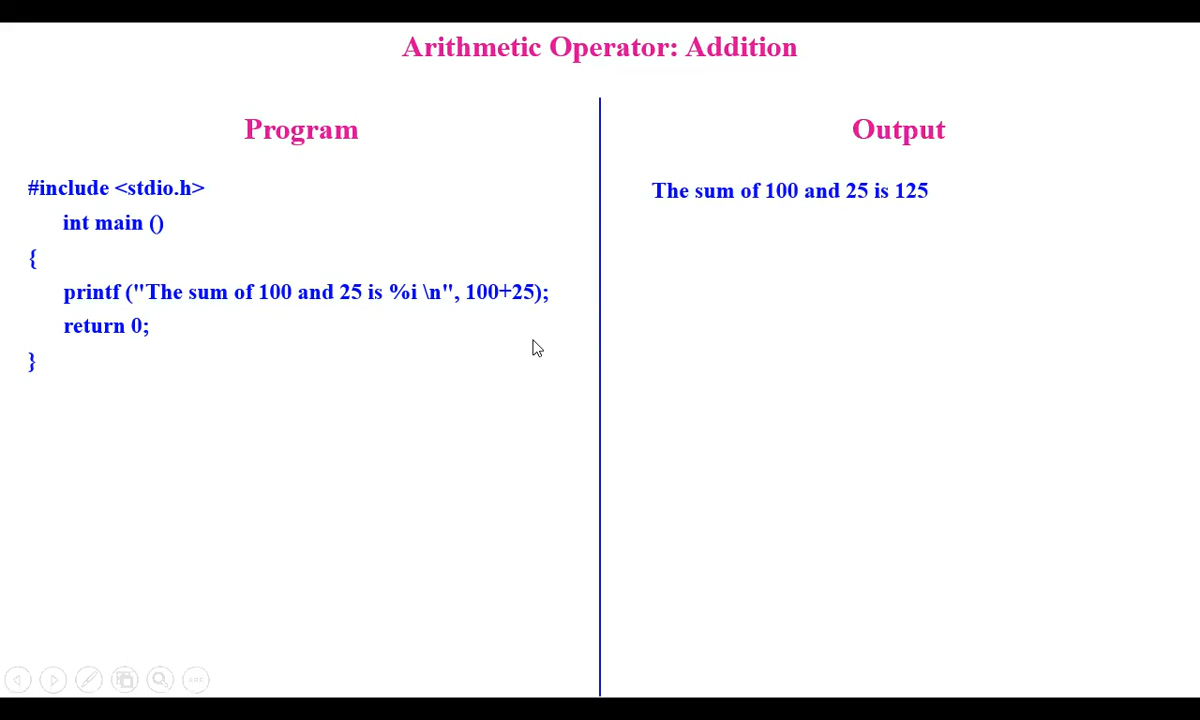 Arithmetic Operator: Addition
Program
#include <stdio.h>
int main ()
{
printf ("The sum of 100 and 25 is %i \n", 100+25);
return 0;
}
Output
The sum of 100 and 25 is 125